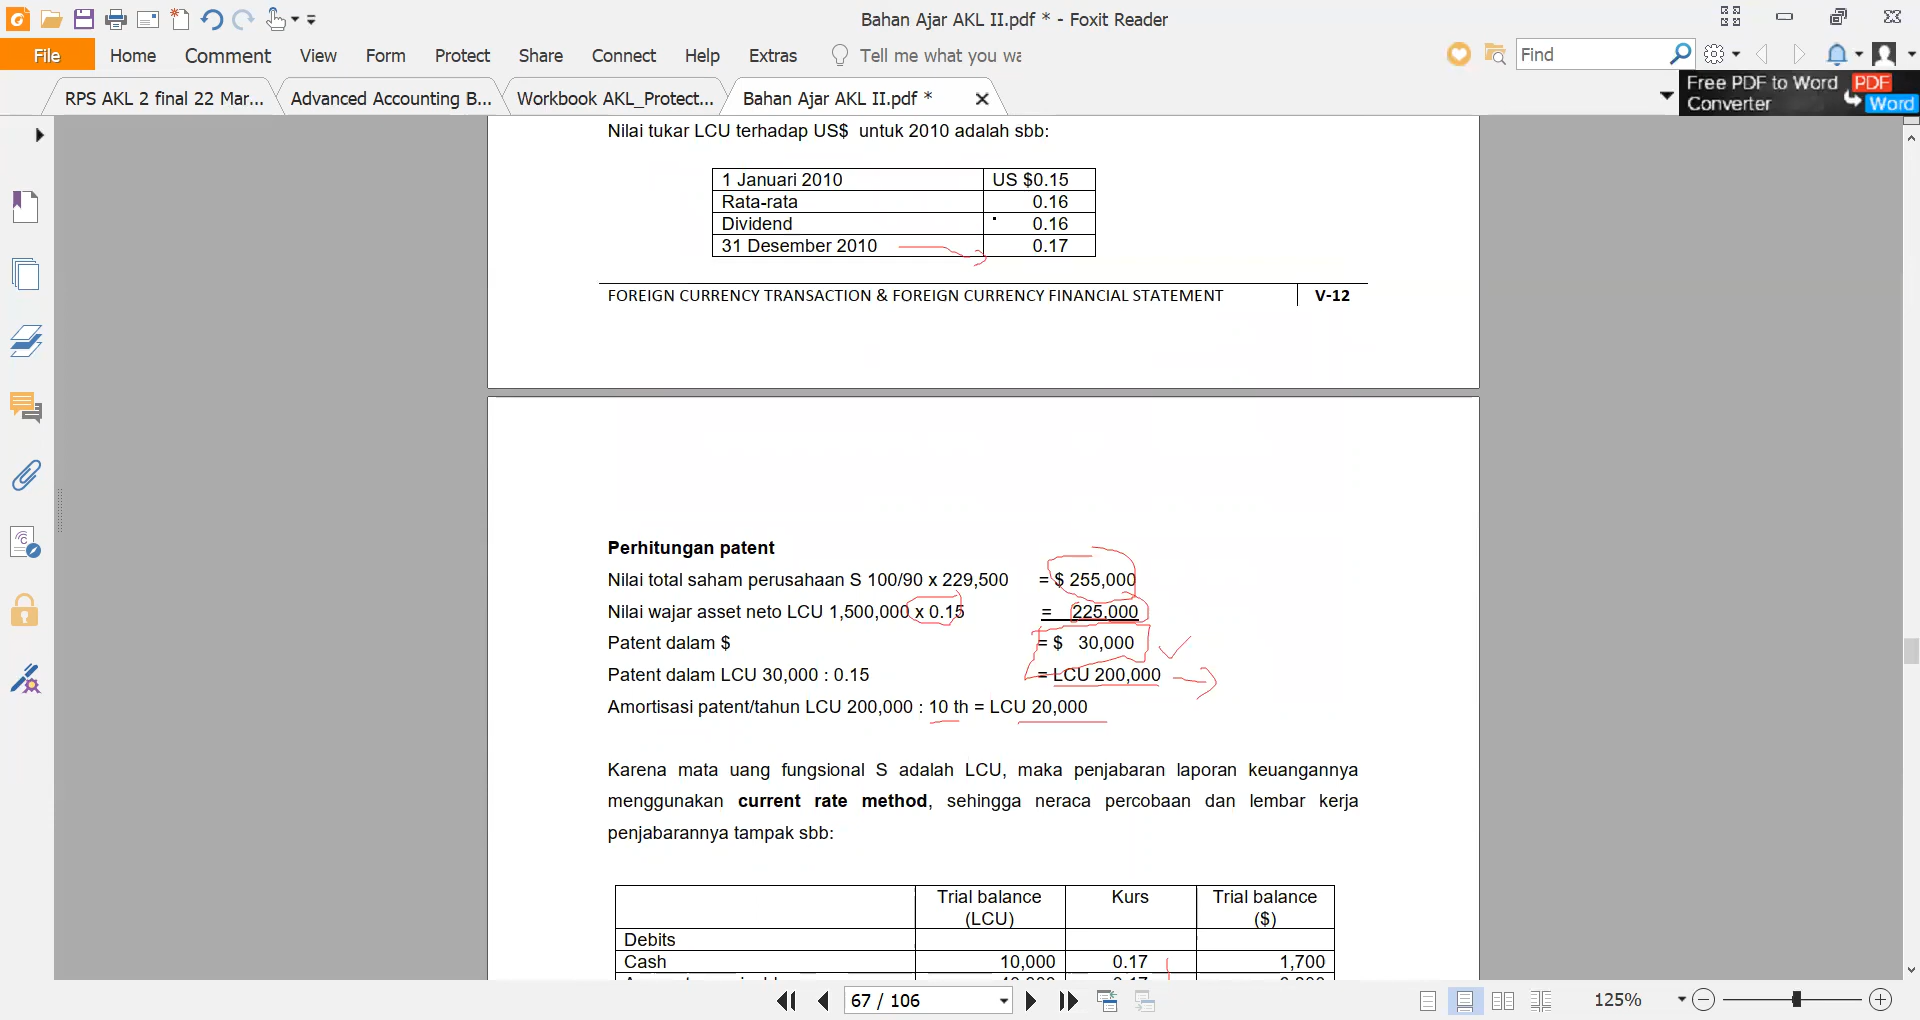 Bahan Ajar AKL II.pdf * - Foxit Reader
File Home Comment View Form Protect Share Connect Help Extras Tell me what you wa
Find
RPS AKL 2 final 22 Mar... Advanced Accounting B... Workbook AKL_Protect... Bahan Ajar AKL II.pdf *
Free PDF to Word PDF
Converter Word
Nilai tukar LCU terhadap US$ untuk 2010 adalah sbb:
1 Januari 2010 US $0.15
Rata-rata 0.16
Dividend 0.16
31 Desember 2010 0.17
FOREIGN CURRENCY TRANSACTION & FOREIGN CURRENCY FINANCIAL STATEMENT V-12
Perhitungan patent
Nilai total saham perusahaan S 100/90 x 229,500 = $ 255,000
Nilai wajar asset neto LCU 1,500,000 x 0.15 = 225,000
Patent dalam $ = $ 30,000
Patent dalam LCU 30,000 : 0.15 = LCU 200,000
Amortisasi patent/tahun LCU 200,000 : 10 th = LCU 20,000
Karena mata uang fungsional S adalah LCU, maka penjabaran laporan keuangannya
menggunakan current rate method, sehingga neraca percobaan dan lembar kerja
penjabarannya tampak sbb:
Trial balance Kurs Trial balance
(LCU) ($)
Debits
Cash 10,000 0.17 1,700
67 / 106
125%